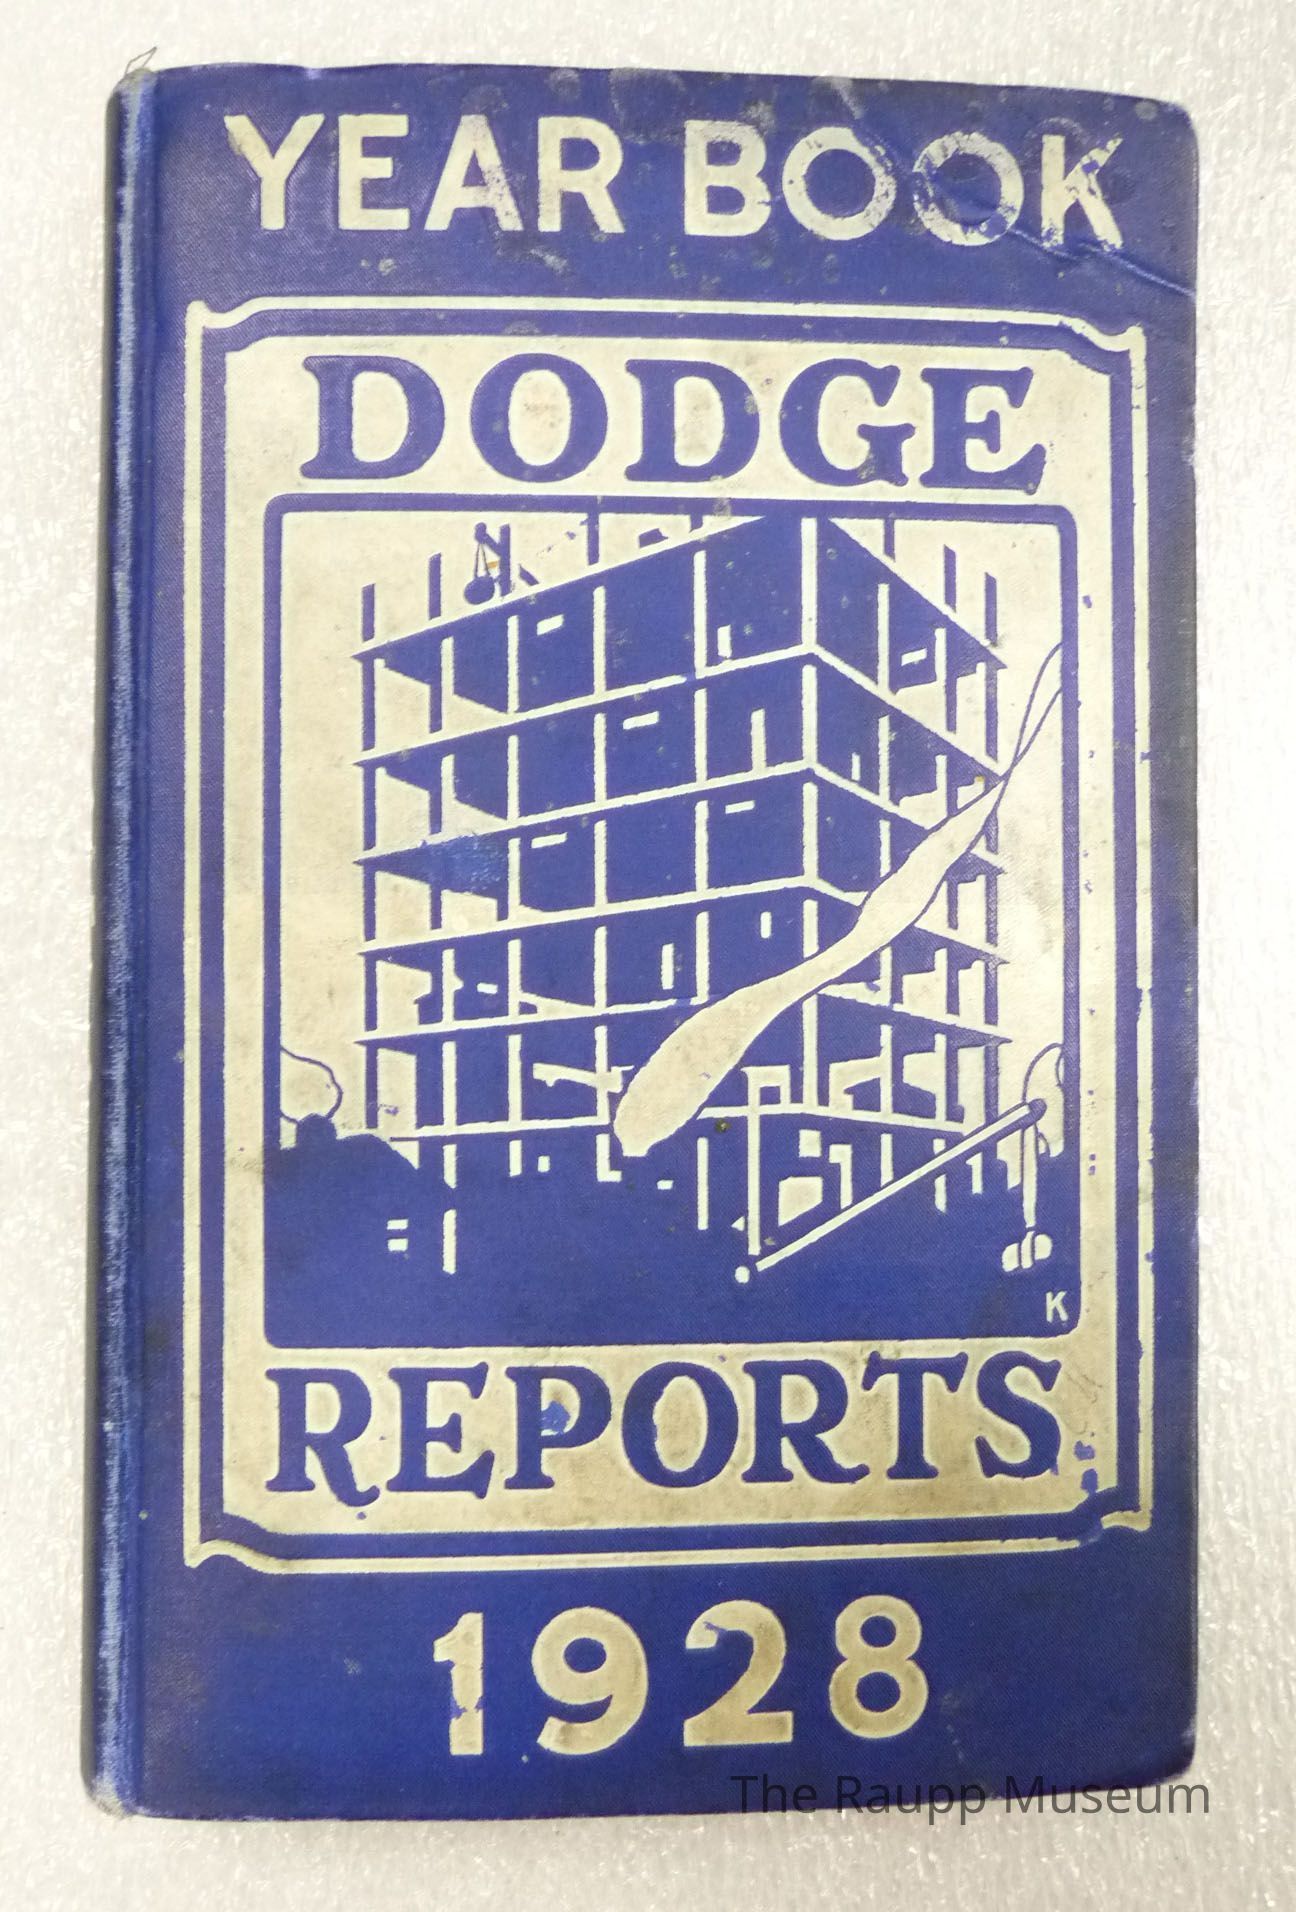 YEAR BOOK
DODGE
K
REPORTS
1928
The Raupp Museum